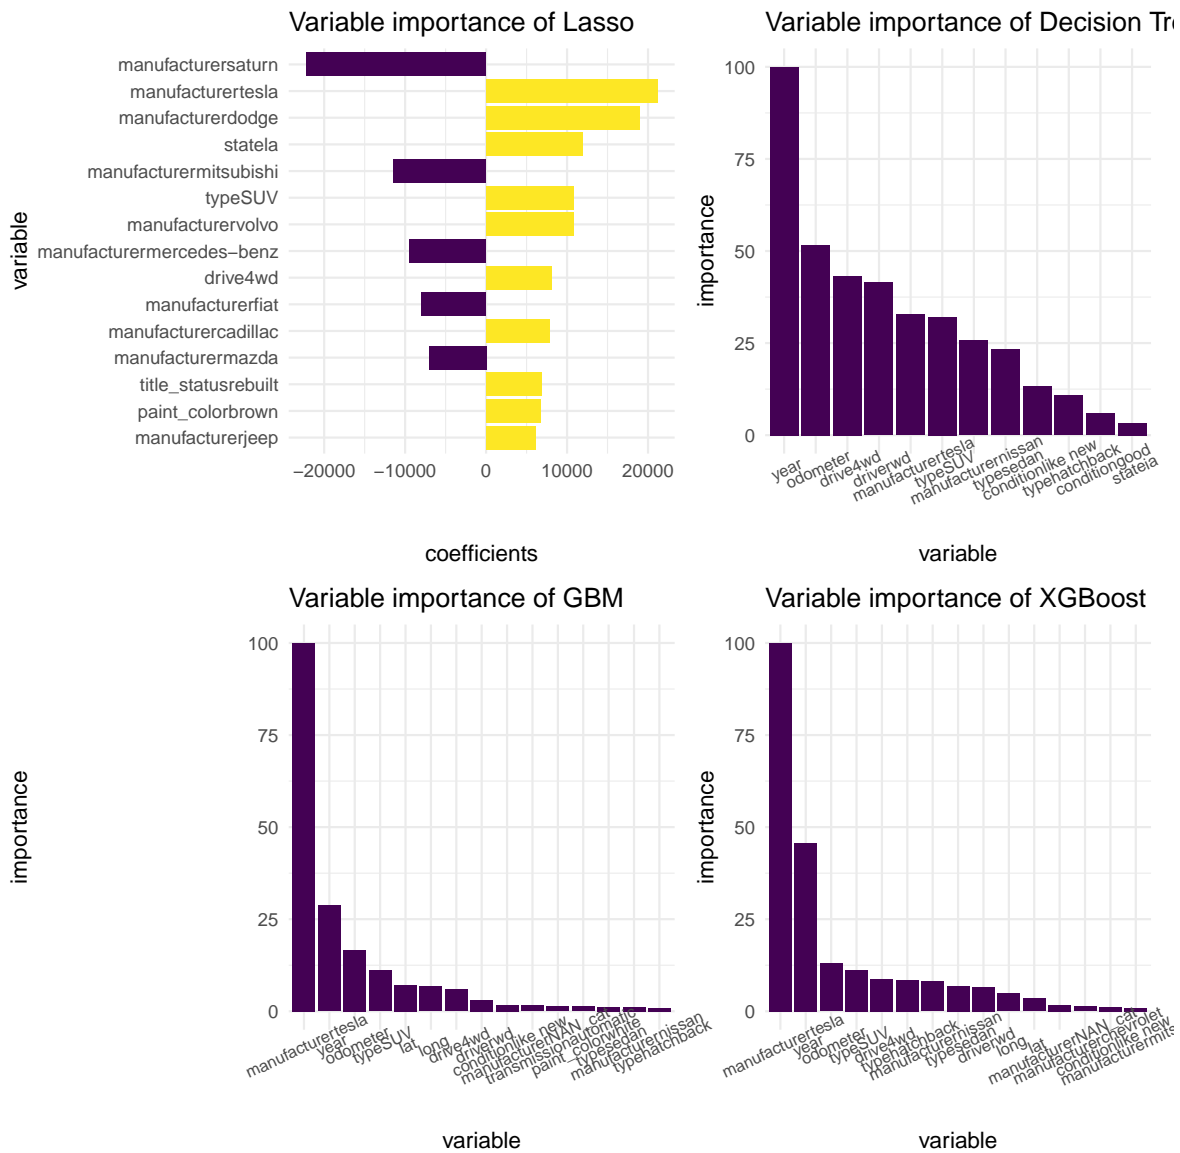 Variable importance of Lasso
variable
manufacturersaturn
manufacturertesla
manufacturerdodge
statela
manufacturermitsubishi
typeSUV
manufacturervolvo
manufacturermercedes−benz
drive4wd
manufacturerfiat
manufacturercadillac
manufacturermazda
title_statusrebuilt
paint_colorbrown
manufacturerjeep
−20000 −10000 0 10000 20000
coefficients
Variable importance of Decision Tre
importance
100
75
50
25
0
year
odometer
drive4wd
driverwd
manufacturertesla
typeSUV
manufacturernissan
typesedan
conditionlike new
typehatchback
conditiongood
statela
variable
Variable importance of GBM
importance
100
75
50
25
0
manufacturertesla
year
odometer
typeSUV
lat
long
drive4wd
driverwd
conditionlike new
manufacturerNAN_cat
transmissionautomatic
paint_colorwhite
typesedan
manufacturernissan
typehatchback
variable
Variable importance of XGBoost
importance
100
75
50
25
0
manufacturertesla
year
odometer
typeSUV
drive4wd
typehatchback
manufacturernissan
typesedan
driverwd
long
lat
manufacturerNAN_cat
manufacturerchevrolet
conditionlike new
manufacturermits
variable